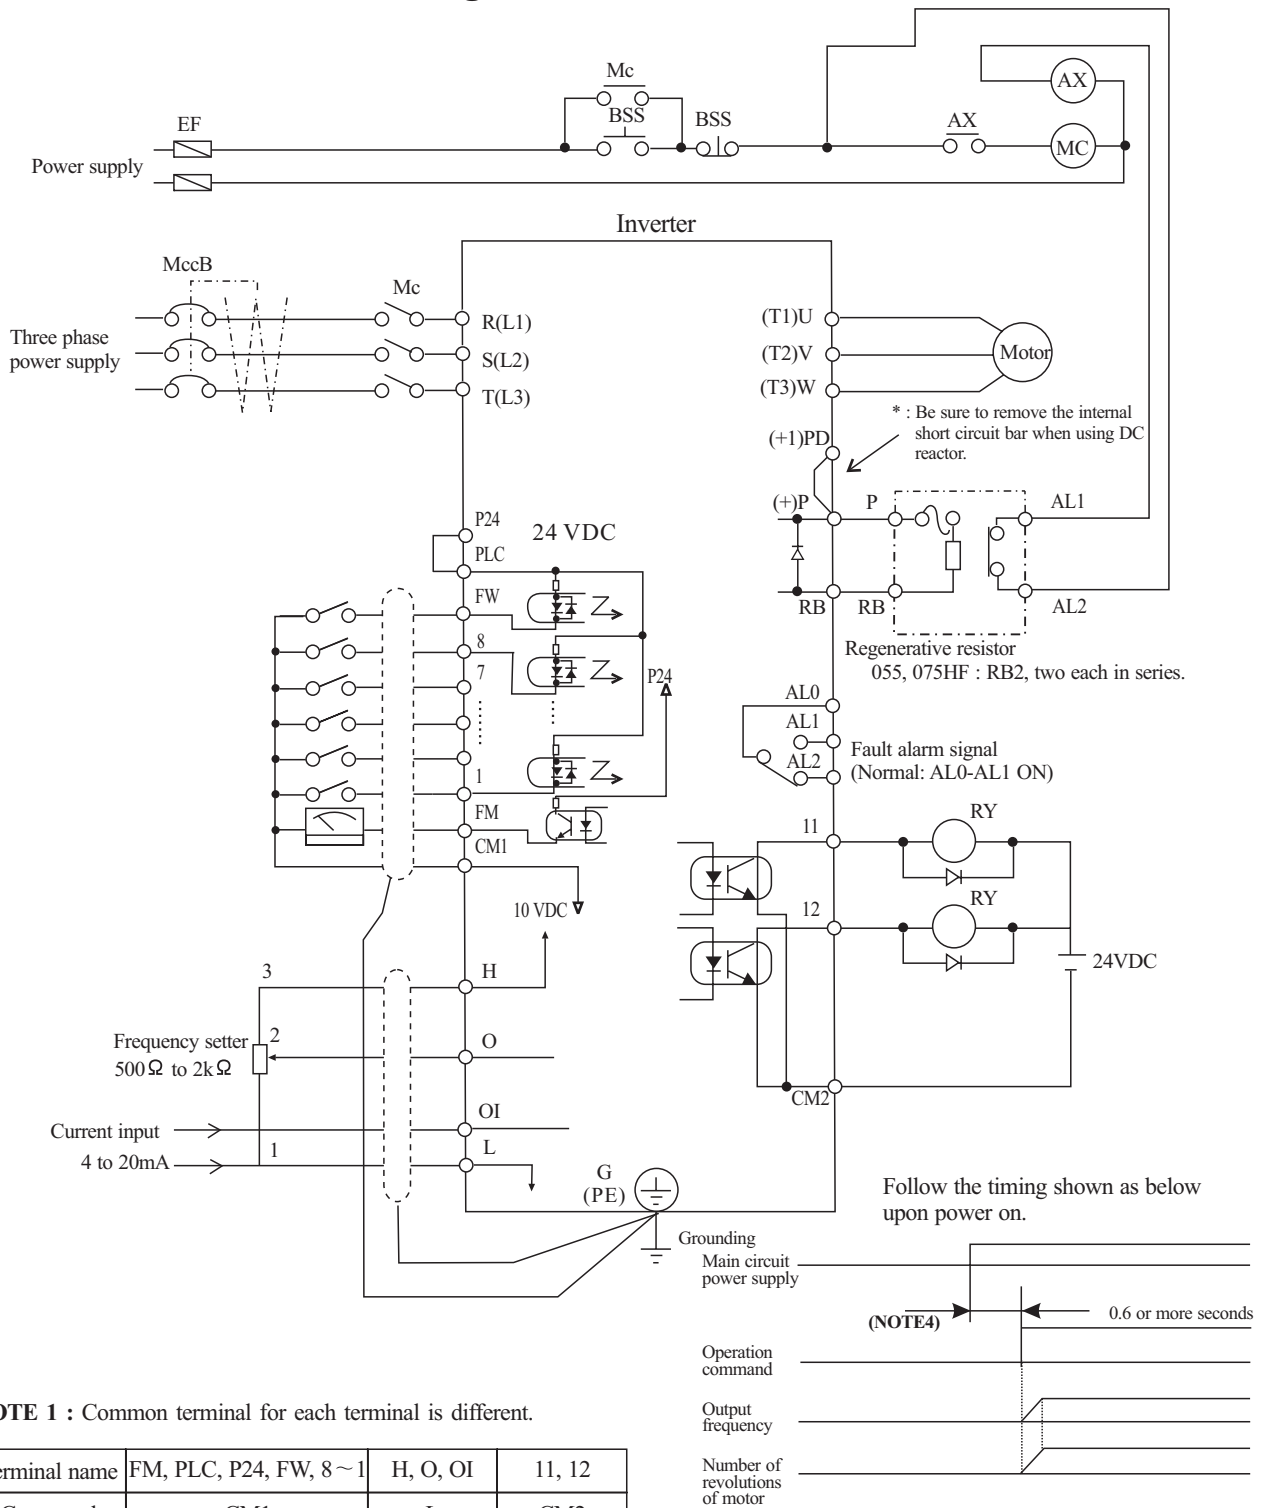 Mc
BSS
BSS
EF
Power supply
AX
AX
MC
Inverter
MccB
Mc
Three phase
power supply
R(L1)
S(L2)
T(L3)
(T1)U
(T2)V
(T3)W
Motor
* : Be sure to remove the internal
short circuit bar when using DC
reactor.
(+1)PD
(+)P
P
AL1
RB
RB
AL2
Regenerative resistor
055, 075HF : RB2, two each in series.
P24
24 VDC
PLC
FW
8
7
1
P24
FM
CM1
10 VDC
AL0
AL1
AL2
Fault alarm signal
(Normal: AL0-AL1 ON)
11
RY
12
RY
24VDC
CM2
3
H
Frequency setter
500Ω to 2kΩ
2
O
Current input
4 to 20mA
1
OI
L
G
(PE)
Grounding
Follow the timing shown as below
upon power on.
Main circuit
power supply
(NOTE4)
0.6 or more seconds
Operation
command
Output
frequency
Number of
revolutions
of motor
OTE 1 : Common terminal for each terminal is different.
erminal name FM, PLC, P24, FW, 8~1 H, O, OI 11, 12